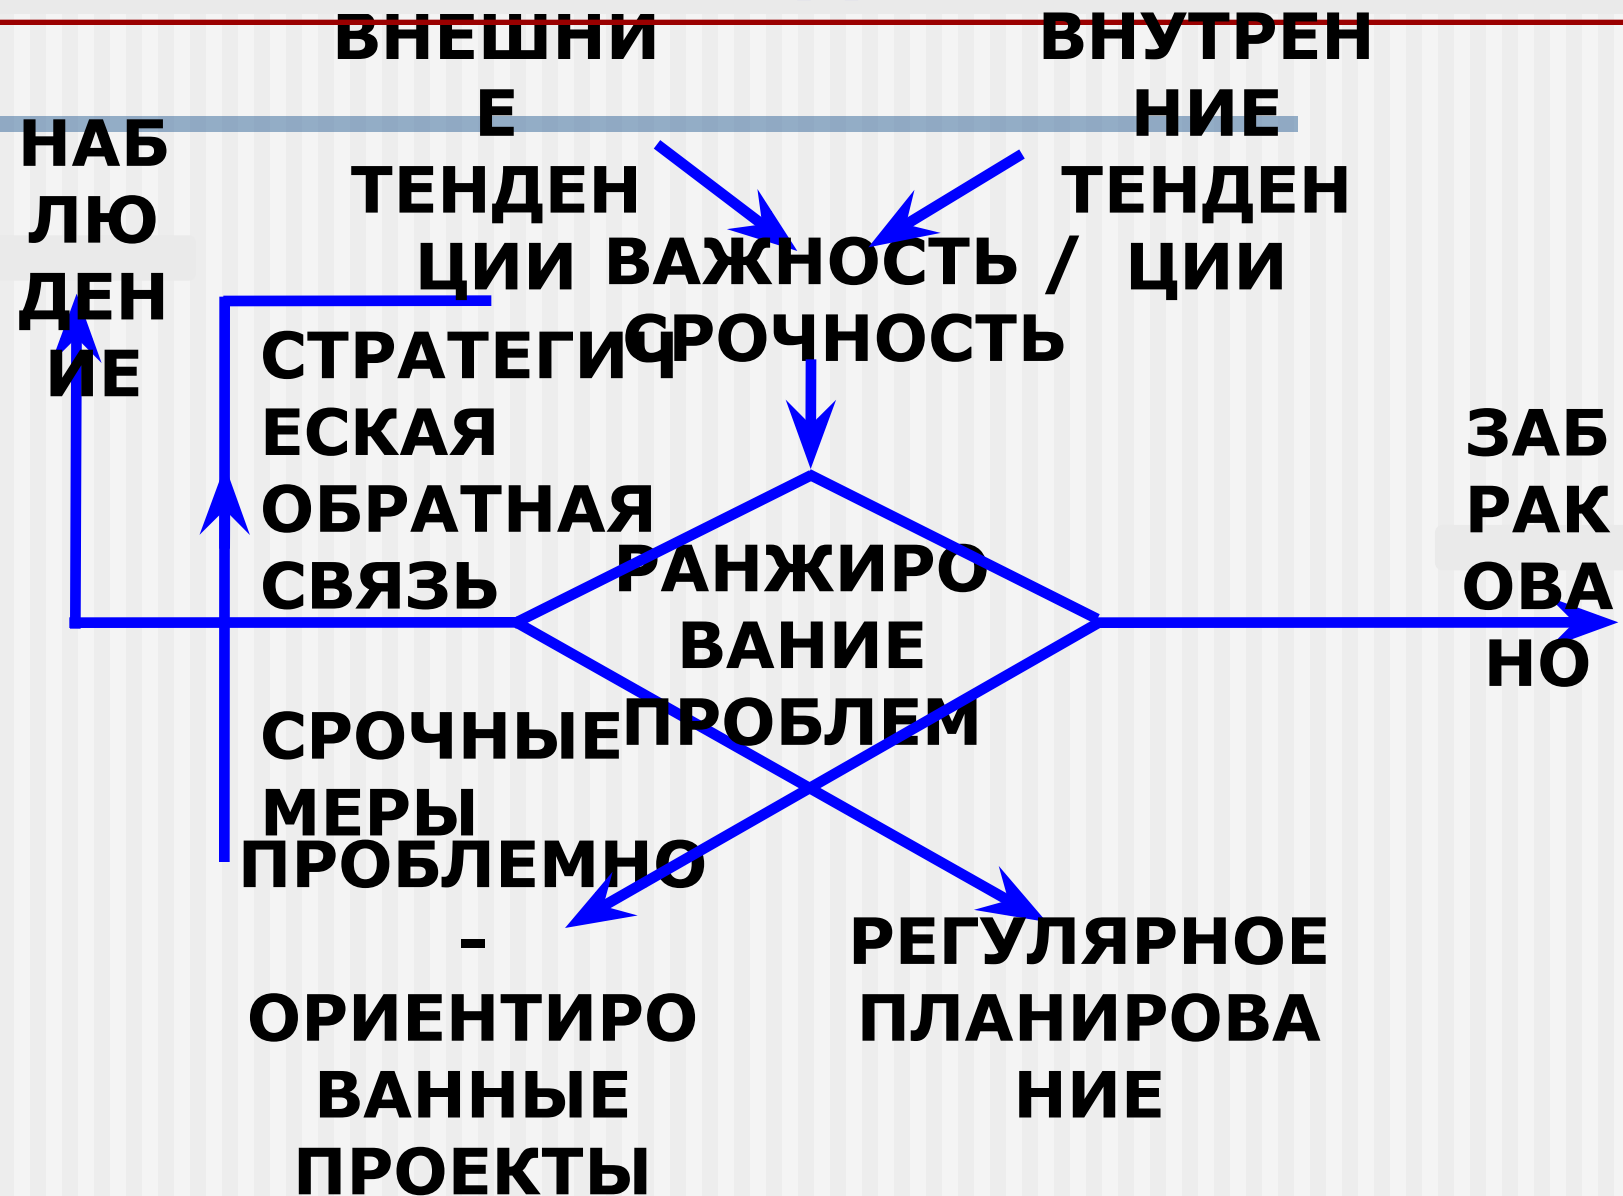 ВНЕШНИ
Е
ТЕНДЕН
ЦИИ
ВНУТРЕН
НИЕ
ТЕНДЕН
ЦИИ
НАБ
ЛЮ
ДЕН
ИЕ
ВАЖНОСТЬ /
СРОЧНОСТЬ
СТРАТЕГИЧ
ЕСКАЯ
ОБРАТНАЯ
СВЯЗЬ
ЗАБ
РАК
ОВА
НО
РАНЖИРО
ВАНИЕ
ПРОБЛЕМ
СРОЧНЫЕ
МЕРЫ
ПРОБЛЕМНО
-
ОРИЕНТИРО
ВАННЫЕ
ПРОЕКТЫ
РЕГУЛЯРНОЕ
ПЛАНИРОВА
НИЕ